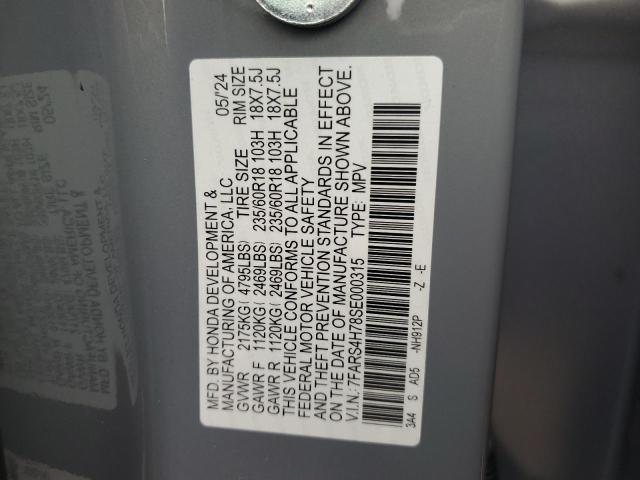 MFD. BY HONDA DEVELOPMENT & 05/'24
MANUFACTURING OF AMERICA, LLC
GVWR 2175KG( 4795LBS) TIRE SIZE RIM SIZE
GAWR F 1120KG( 2469LBS) 235/60R18 103H 18X7.5J
GAWR R 1120KG( 2469LBS) 235/60R18 103H 18X7.5J
THIS VEHICLE CONFORMS TO ALL APPLICABLE
FEDERAL MOTOR VEHICLE SAFETY
AND THEFT PREVENTION STANDARDS IN EFFECT
ON THE DATE OF MANUFACTURE SHOWN ABOVE.
V.I.N.: 7FARS4H78SE000315 TYPE: MPV
3A4 S AD5 -NH912P -Z -E